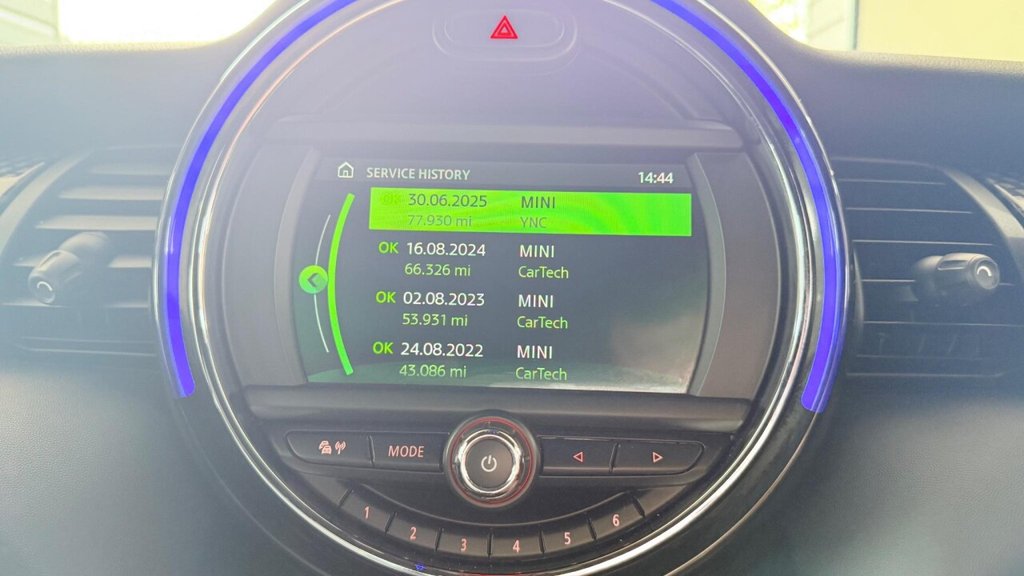 SERVICE HISTORY 14:44
OK 30.06.2025 MINI
77.930 mi YNC
OK 16.08.2024 MINI
66.326 mi CarTech
OK 02.08.2023 MINI
53.931 mi CarTech
OK 24.08.2022 MINI
43.086 mi CarTech
MODE
1 2 3 4 5 6